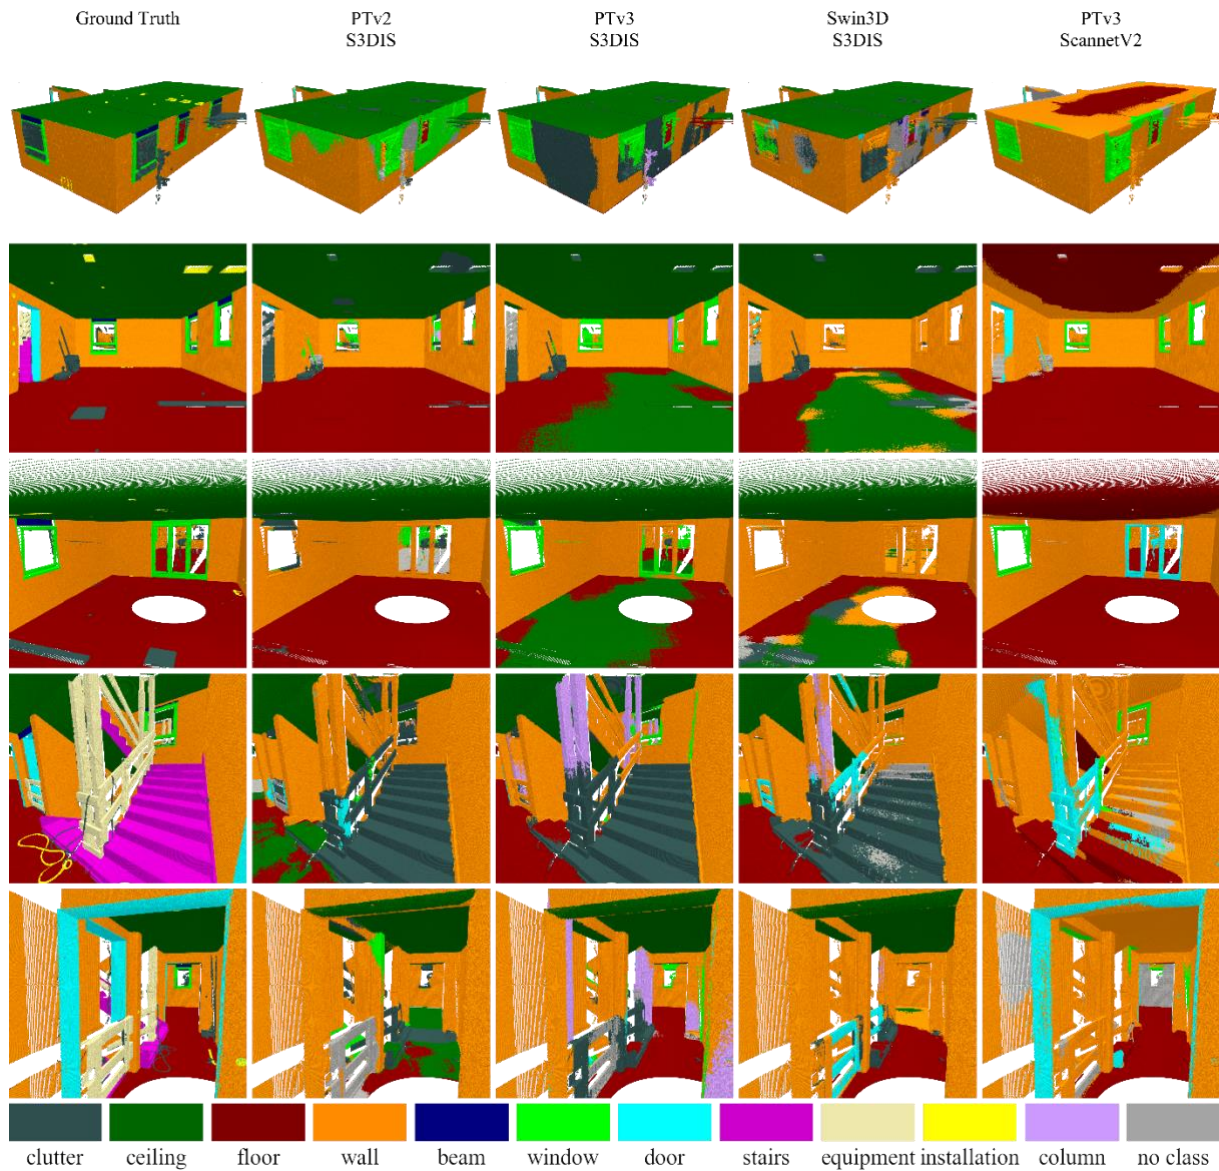 Ground Truth
PTv2
S3DIS
PTv3
S3DIS
Swin3D
S3DIS
PTv3
ScannetV2
clutter
ceiling
floor
wall
beam
window
door
stairs
equipment
installation
column
no class